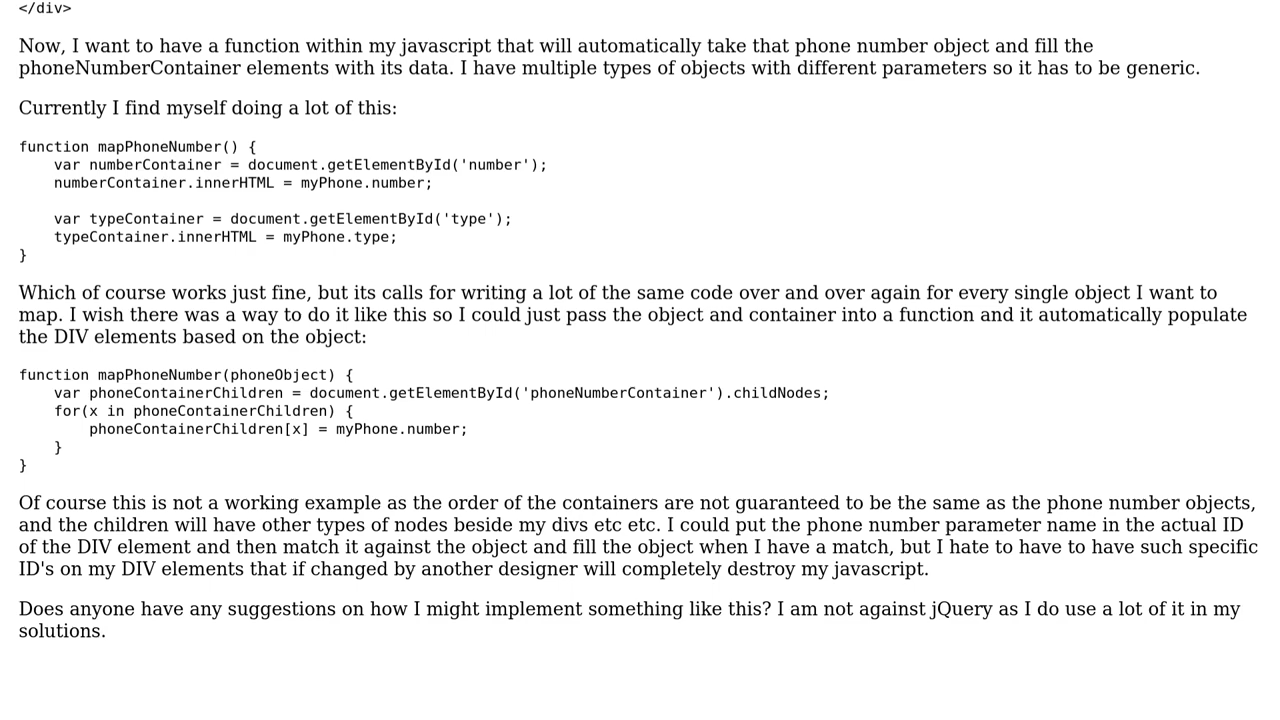 </div>
Now, I want to have a function within my javascript that will automatically take that phone number object and fill the
phoneNumberContainer elements with its data. I have multiple types of objects with different parameters so it has to be generic.
Currently I find myself doing a lot of this:
function mapPhoneNumber() {
    var numberContainer = document.getElementById('number');
    numberContainer.innerHTML = myPhone.number;
    var typeContainer = document.getElementById('type');
    typeContainer.innerHTML = myPhone.type;
}
Which of course works just fine, but its calls for writing a lot of the same code over and over again for every single object I want to
map. I wish there was a way to do it like this so I could just pass the object and container into a function and it automatically populate
the DIV elements based on the object:
function mapPhoneNumber(phoneObject) {
    var phoneContainerChildren = document.getElementById('phoneNumberContainer').childNodes;
    for(x in phoneContainerChildren) {
        phoneContainerChildren[x] = myPhone.number;
    }
}
Of course this is not a working example as the order of the containers are not guaranteed to be the same as the phone number objects,
and the children will have other types of nodes beside my divs etc etc. I could put the phone number parameter name in the actual ID
of the DIV element and then match it against the object and fill the object when I have a match, but I hate to have to have such specific
ID's on my DIV elements that if changed by another designer will completely destroy my javascript.
Does anyone have any suggestions on how I might implement something like this? I am not against jQuery as I do use a lot of it in my
solutions.